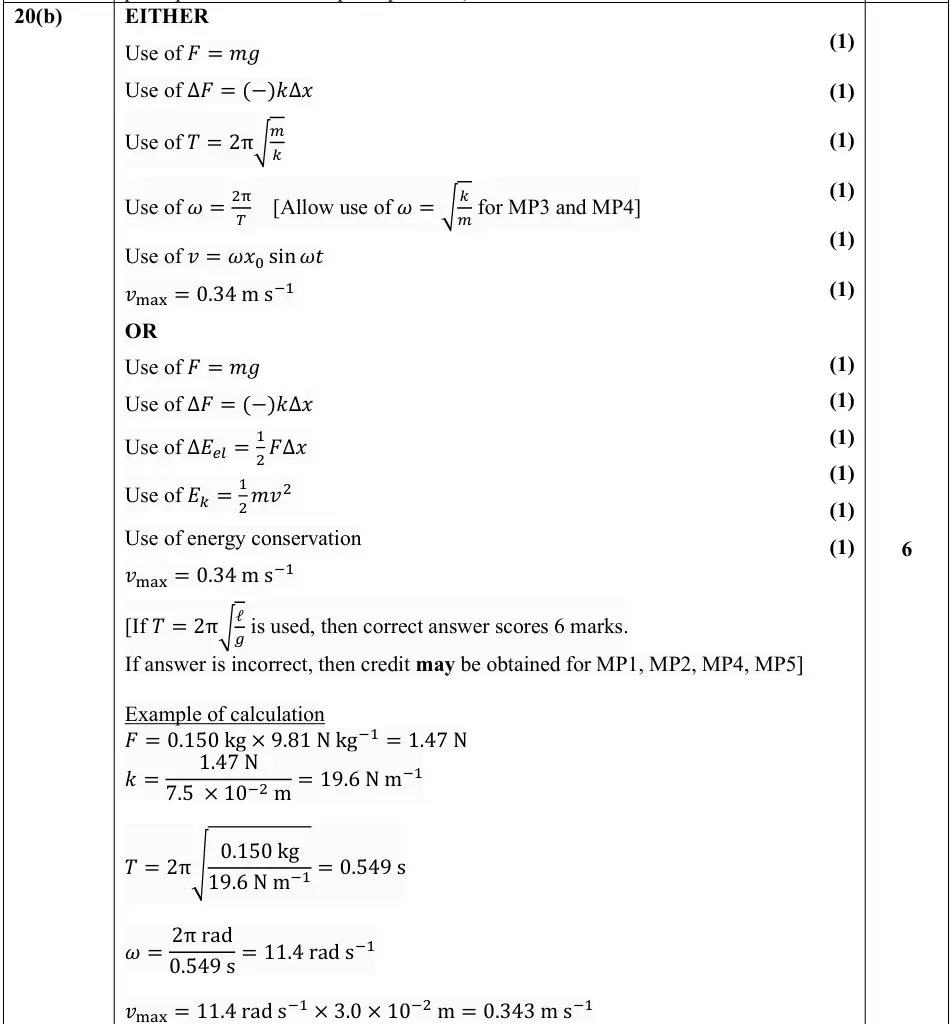 20(b)
EITHER
Use of F = mg (1)
Use of ΔF = (−)kΔx (1)
Use of T = 2π√(m/k) (1)
Use of ω = 2π/T [Allow use of ω = √(k/m) for MP3 and MP4] (1)
Use of v = ωx₀ sin ωt (1)
vmax = 0.34 m s⁻¹ (1)
OR
Use of F = mg (1)
Use of ΔF = (−)kΔx (1)
Use of ΔEel = ½FΔx (1)
Use of Ek = ½mv² (1)
Use of energy conservation (1)
vmax = 0.34 m s⁻¹ (1) 6
[If T = 2π√(ℓ/g) is used, then correct answer scores 6 marks.
If answer is incorrect, then credit may be obtained for MP1, MP2, MP4, MP5]
Example of calculation
F = 0.150 kg × 9.81 N kg⁻¹ = 1.47 N
k = 1.47 N / 7.5 × 10⁻² m = 19.6 N m⁻¹
T = 2π√(0.150 kg / 19.6 N m⁻¹) = 0.549 s
ω = 2π rad / 0.549 s = 11.4 rad s⁻¹
vmax = 11.4 rad s⁻¹ × 3.0 × 10⁻² m = 0.343 m s⁻¹